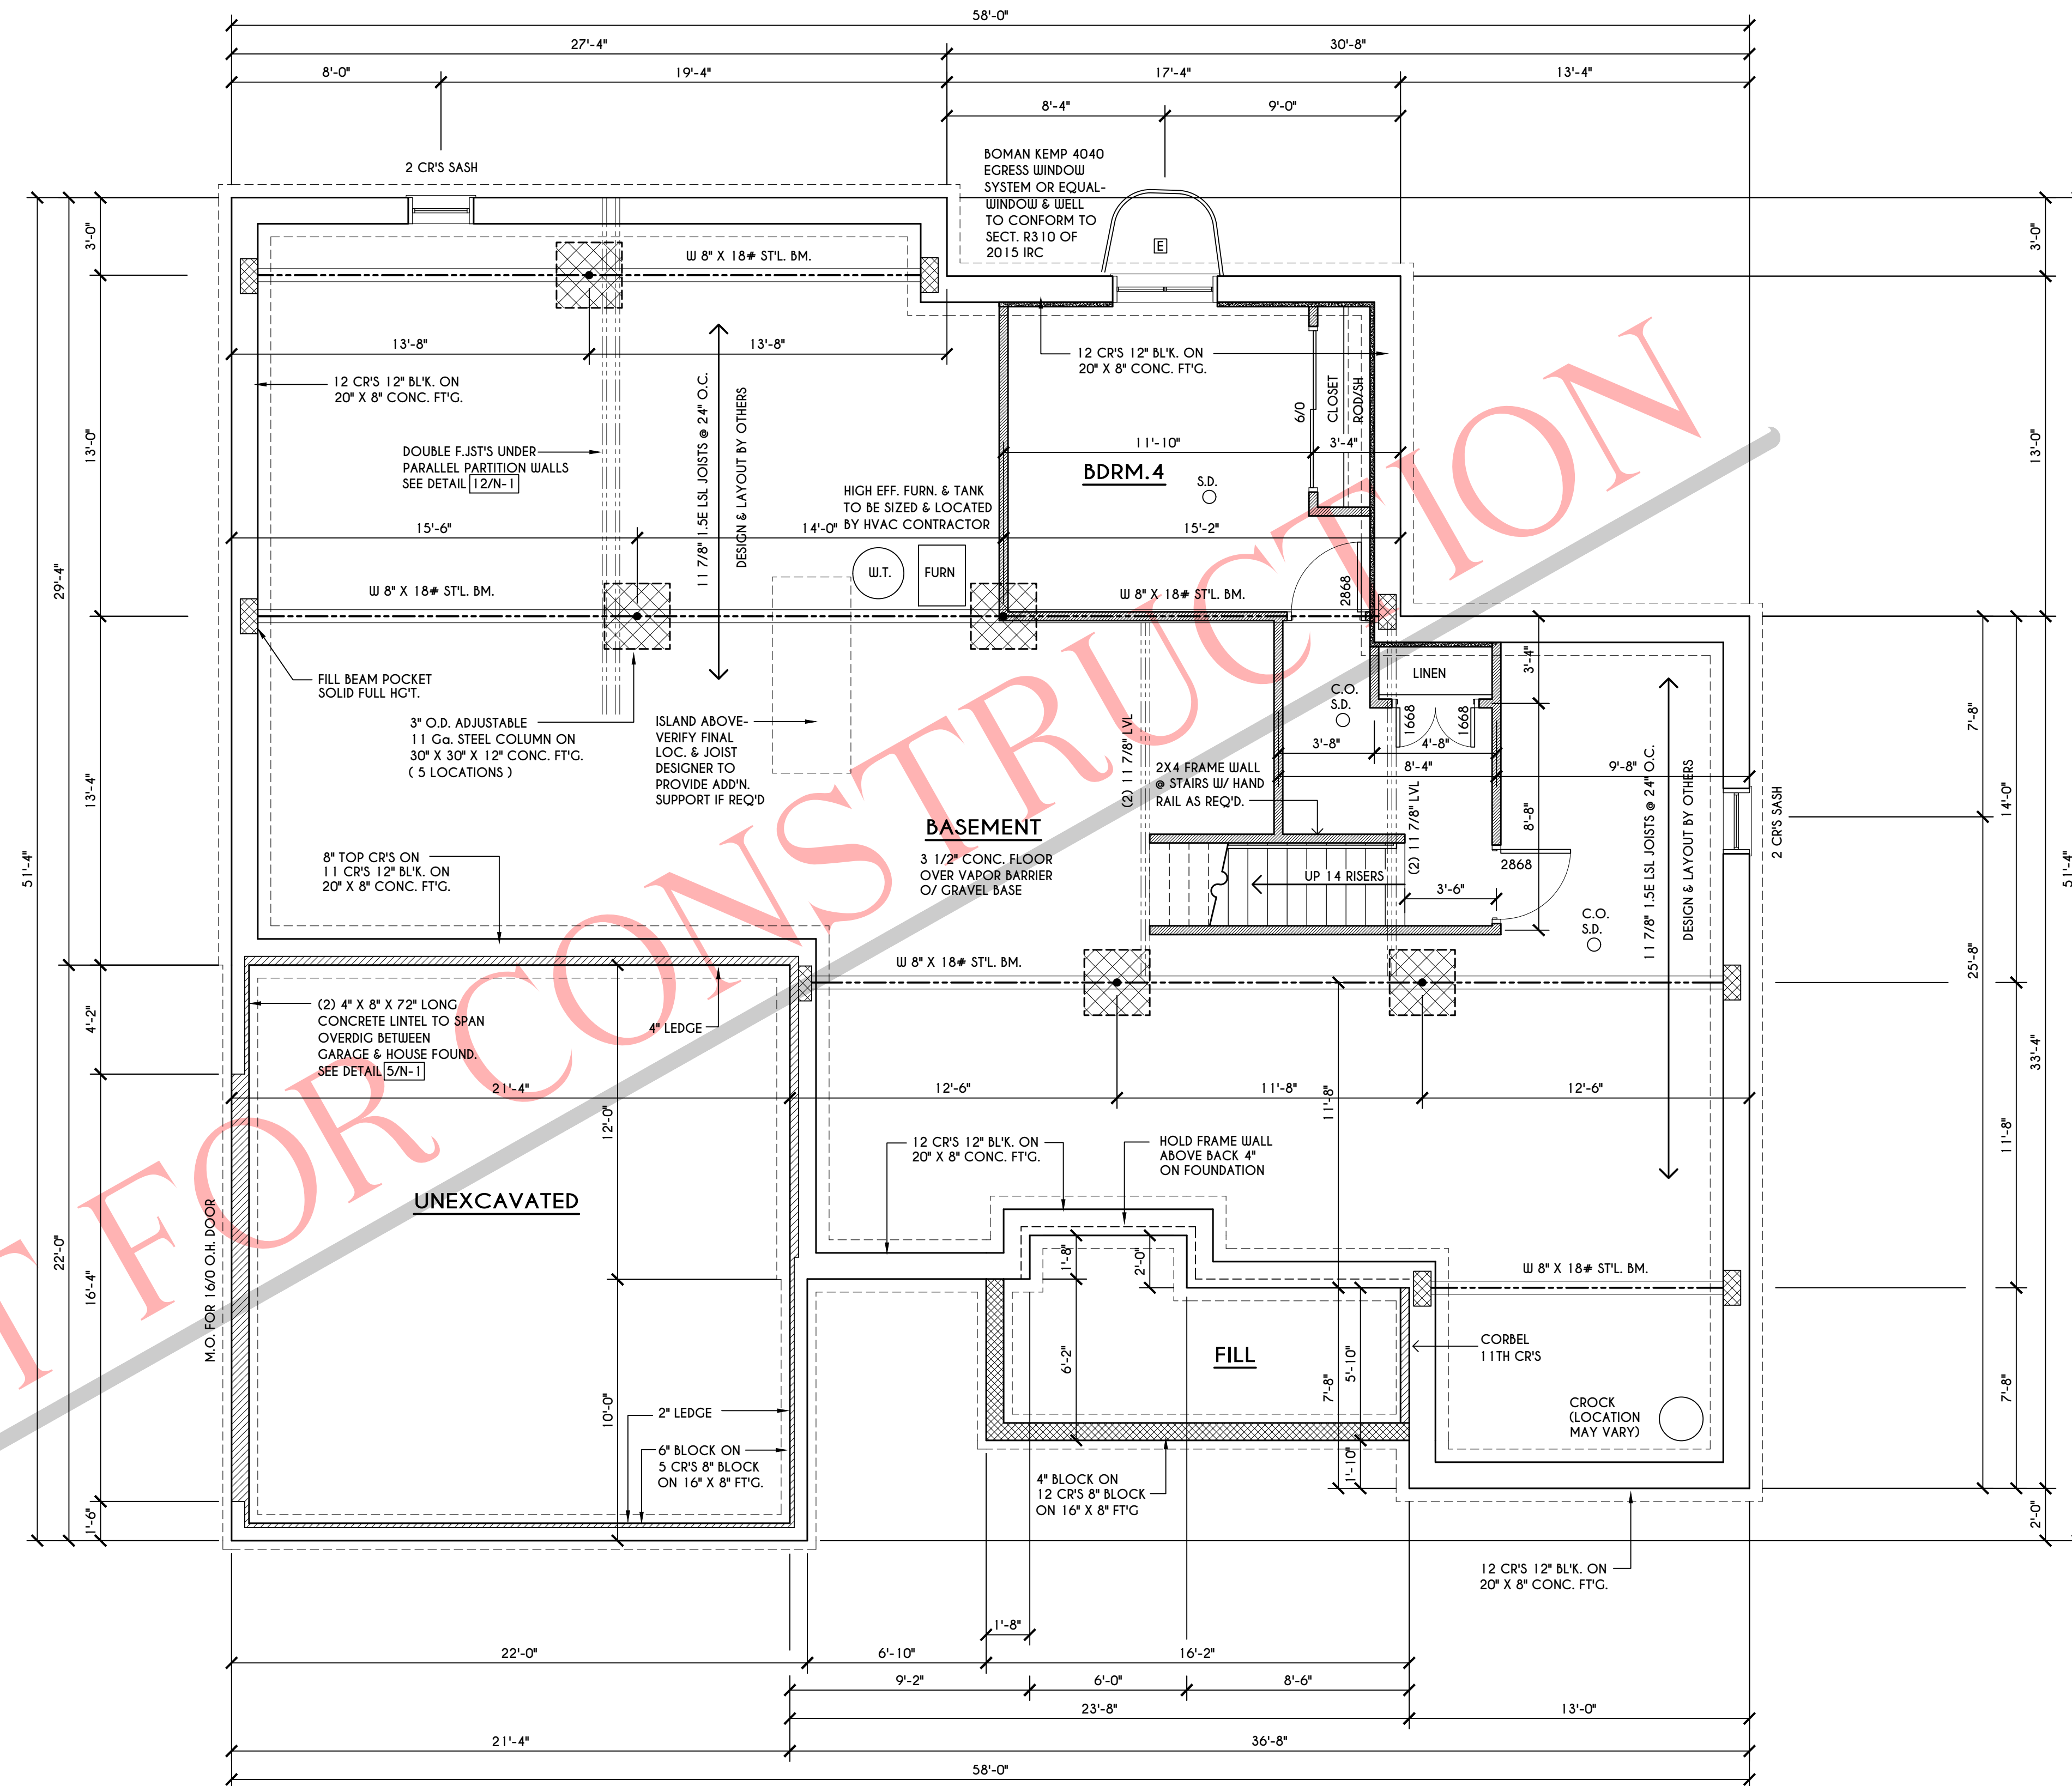 58'-0"
27'-4" 30'-8"
8'-0" 19'-4" 17'-4" 13'-4"
8'-4" 9'-0"
2 CR'S SASH
BOMAN KEMP 4040
EGRESS WINDOW
SYSTEM OR EQUAL-
WINDOW & WELL
TO CONFORM TO
SECT. R310 OF
2015 IRC
E
3'-0"
W 8" X 18# ST'L. BM.
3'-0"
13'-8" 13'-8"
12 CR'S 12" BL'K. ON
20" X 8" CONC. FT'G.
12 CR'S 12" BL'K. ON
20" X 8" CONC. FT'G.
11 7/8" 1.5E LSL JOISTS @ 24" O.C.
DESIGN & LAYOUT BY OTHERS
6/0
CLOSET
ROD/SH
13'-0"
13'-0"
DOUBLE F.JST'S UNDER
PARALLEL PARTITION WALLS
SEE DETAIL 12/N-1
11'-10" 3'-4"
BDRM.4
S.D.
HIGH EFF. FURN. & TANK
TO BE SIZED & LOCATED
BY HVAC CONTRACTOR
15'-6" 14'-0" 15'-2"
W.T. FURN
29'-4"
W 8" X 18# ST'L. BM.
W 8" X 18# ST'L. BM.
2868
FILL BEAM POCKET
SOLID FULL HG'T.
3" O.D. ADJUSTABLE
11 Ga. STEEL COLUMN ON
30" X 30" X 12" CONC. FT'G.
( 5 LOCATIONS )
ISLAND ABOVE-
VERIFY FINAL
LOC. & JOIST
DESIGNER TO
PROVIDE ADD'N.
SUPPORT IF REQ'D
LINEN
3'-4"
C.O.
S.D.
1668 1668
3'-8" 4'-8"
8'-4" 9'-8"
(2) 11 7/8" LVL
2X4 FRAME WALL
@ STAIRS W/ HAND
RAIL AS REQ'D.
(2) 11 7/8" LVL
8'-8"
11 7/8" 1.5E LSL JOISTS @ 24" O.C.
DESIGN & LAYOUT BY OTHERS
2 CR'S SASH
7'-8"
14'-0"
13'-4"
51'-4"
51'-4"
BASEMENT
3 1/2" CONC. FLOOR
OVER VAPOR BARRIER
O/ GRAVEL BASE
8" TOP CR'S ON
11 CR'S 12" BL'K. ON
20" X 8" CONC. FT'G.
UP 14 RISERS
3'-6"
2868
C.O.
S.D.
W 8" X 18# ST'L. BM.
25'-8"
4'-2"
(2) 4" X 8" X 72" LONG
CONCRETE LINTEL TO SPAN
OVERDIG BETWEEN
GARAGE & HOUSE FOUND.
SEE DETAIL 5/N-1
4" LEDGE
33'-4"
21'-4" 12'-6" 11'-8" 12'-6"
12'-0"
11'-8"
11'-8"
12 CR'S 12" BL'K. ON
20" X 8" CONC. FT'G.
HOLD FRAME WALL
ABOVE BACK 4"
ON FOUNDATION
UNEXCAVATED
22'-0"
16'-4"
M.O. FOR 16/0 O.H. DOOR
1'-8"
2'-0"
W 8" X 18# ST'L. BM.
FILL
6'-2"
7'-8"
5'-10"
CORBEL
11TH CR'S
CROCK
(LOCATION
MAY VARY)
7'-8"
10'-0"
2" LEDGE
6" BLOCK ON
5 CR'S 8" BLOCK
ON 16" X 8" FT'G.
4" BLOCK ON
12 CR'S 8" BLOCK
ON 16" X 8" FT'G
1'-10"
1'-6"
2'-0"
12 CR'S 12" BL'K. ON
20" X 8" CONC. FT'G.
1'-8"
22'-0" 6'-10" 16'-2"
9'-2" 6'-0" 8'-6"
23'-8" 13'-0"
21'-4" 36'-8"
58'-0"
T FOR CONSTRUCTION